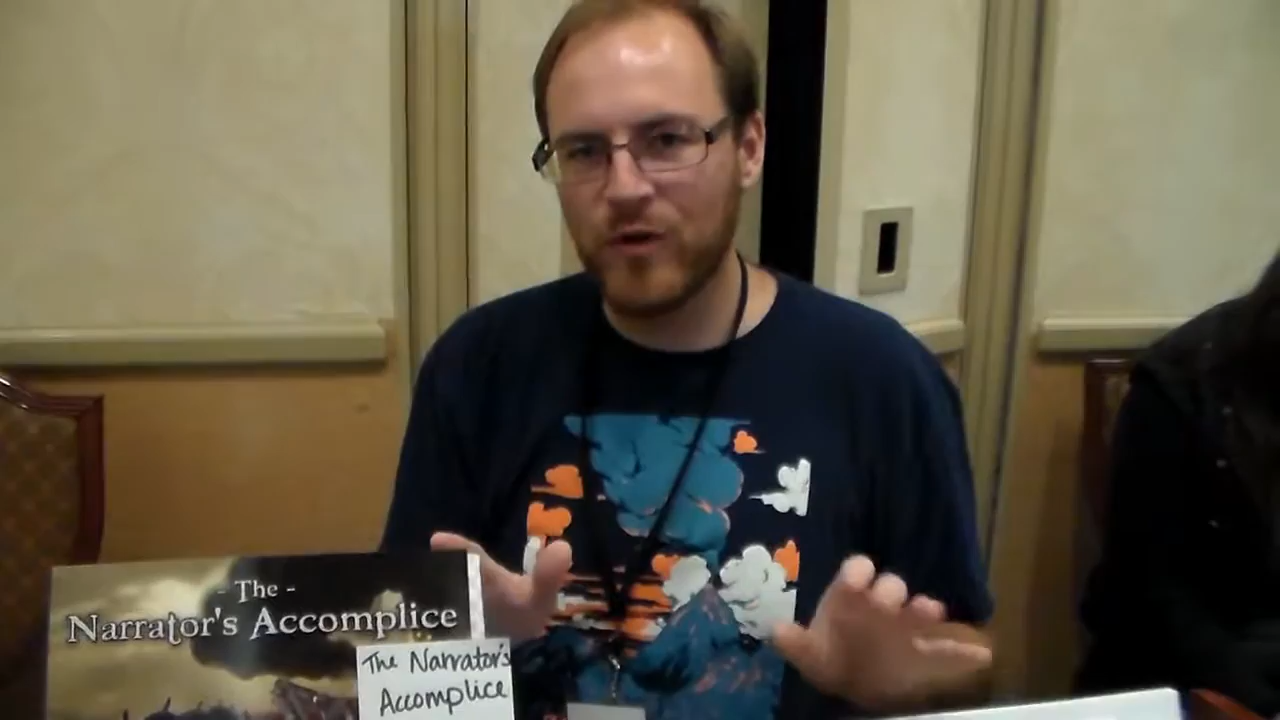 - The -
Narrator's Accomplice
The Narrator's
Accomplice